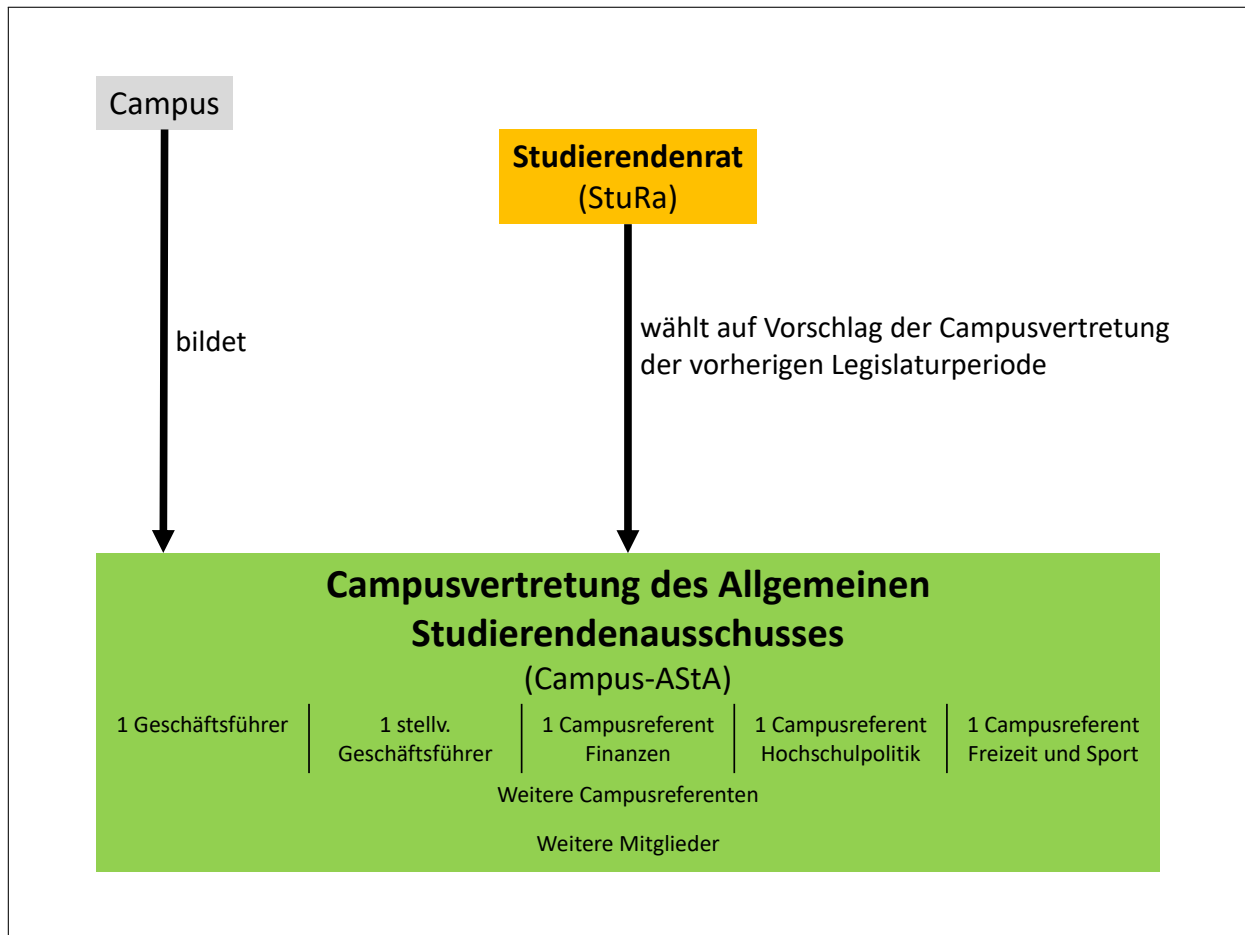 Campus
Studierendenrat
(StuRa)
bildet
wählt auf Vorschlag der Campusvertretung
der vorherigen Legislaturperiode
Campusvertretung des Allgemeinen
Studierendenausschusses
(Campus-AStA)
1 Geschäftsführer
1 stellv.
Geschäftsführer
1 Campusreferent
Finanzen
1 Campusreferent
Hochschulpolitik
1 Campusreferent
Freizeit und Sport
Weitere Campusreferenten
Weitere Mitglieder